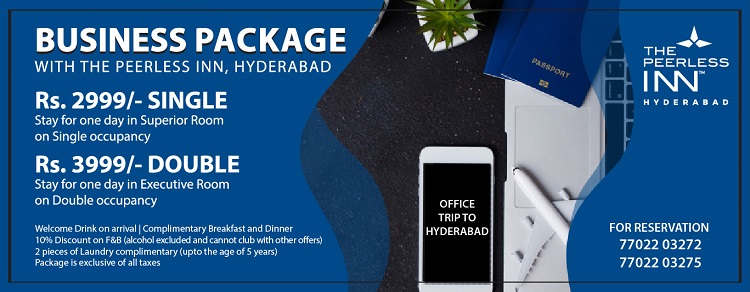 BUSINESS PACKAGE
WITH THE PEERLESS INN, HYDERABAD
Rs. 2999/- SINGLE
Stay for one day in Superior Room
on Single occupancy
Rs. 3999/- DOUBLE
Stay for one day in Executive Room
on Double occupancy
Welcome Drink on arrival | Complimentary Breakfast and Dinner
10% Discount on F&B (alcohol excluded and cannot club with other offers)
2 pieces of Laundry complimentary (upto the age of 5 years)
Package is exclusive of all taxes
PASSPORT
OFFICE
TRIP TO
HYDERABAD
THE
PEERLESS
INN™
HYDERABAD
FOR RESERVATION
77022 03272
77022 03275